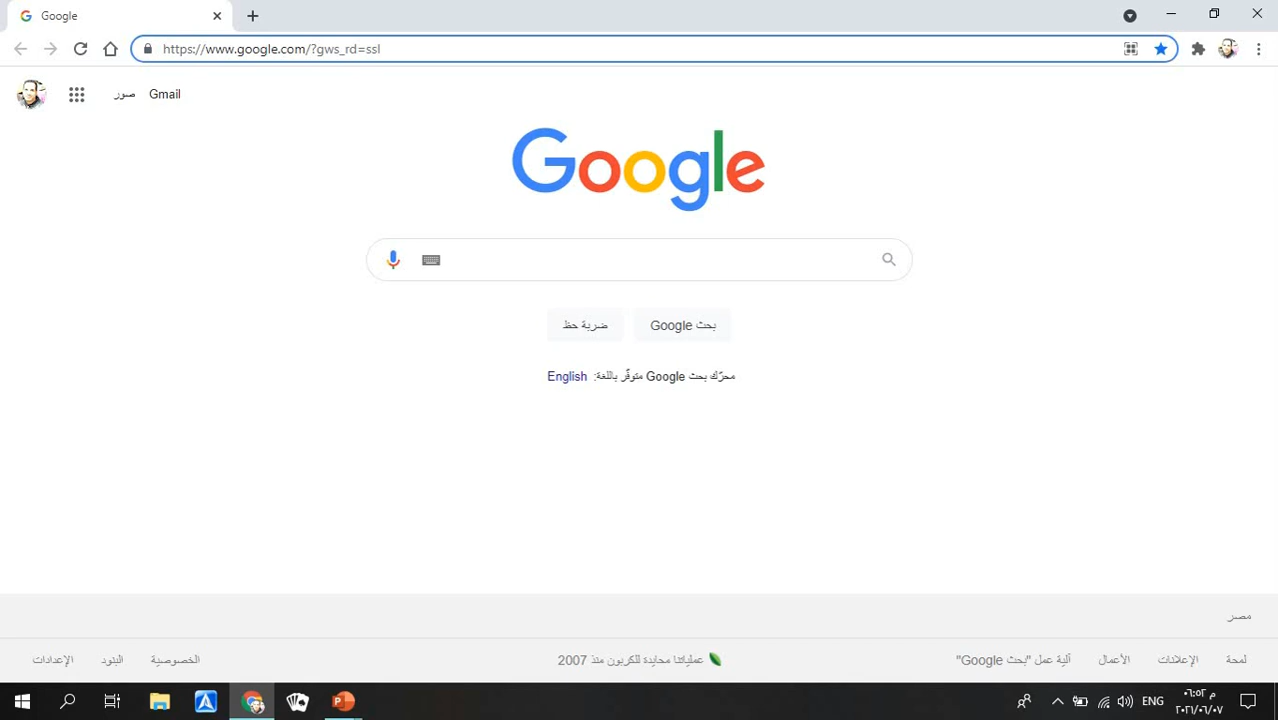 Google
https://www.google.com/?gws_rd=ssl
Gmail صور
Google
بحث Google
ضربة حظ
محرّك بحث Google متوفّر باللغة: English
مصر
لمحة الإعلانات الأعمال آلية عمل "بحث Google"
عملياتنا محايدة للكربون منذ 2007
الخصوصية البنود الإعدادات
ENG
٠٦:٥٢ م
٢٠٢١/٠٦/٠٧